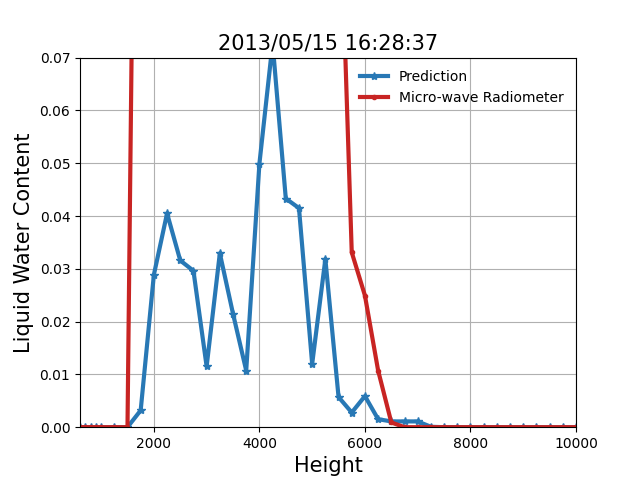 2013/05/15 16:28:37
Prediction
Micro-wave Radiometer
Liquid Water Content
0.07
0.06
0.05
0.04
0.03
0.02
0.01
0.00
2000 4000 6000 8000 10000
Height